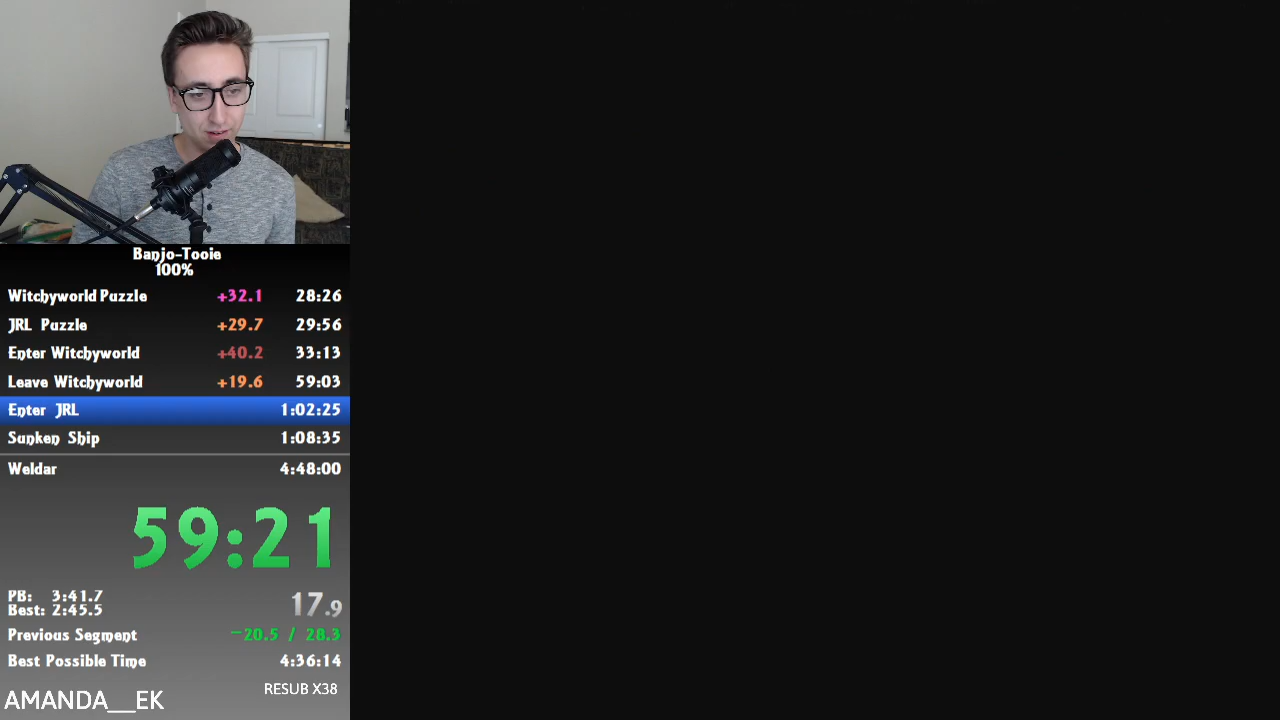 Banjo-Tooie
100%
Witchyworld Puzzle +32.1 28:26
JRL Puzzle +29.7 29:56
Enter Witchyworld +40.2 33:13
Leave Witchyworld +19.6 59:03
Enter JRL 1:02:25
Sunken Ship 1:08:35
Weldar 4:48:00
59:21
PB: 3:41.7
Best: 2:45.5
17.9
Previous Segment −20.5 / 28.3
Best Possible Time 4:36:14
AMANDA__EK RESUB X38